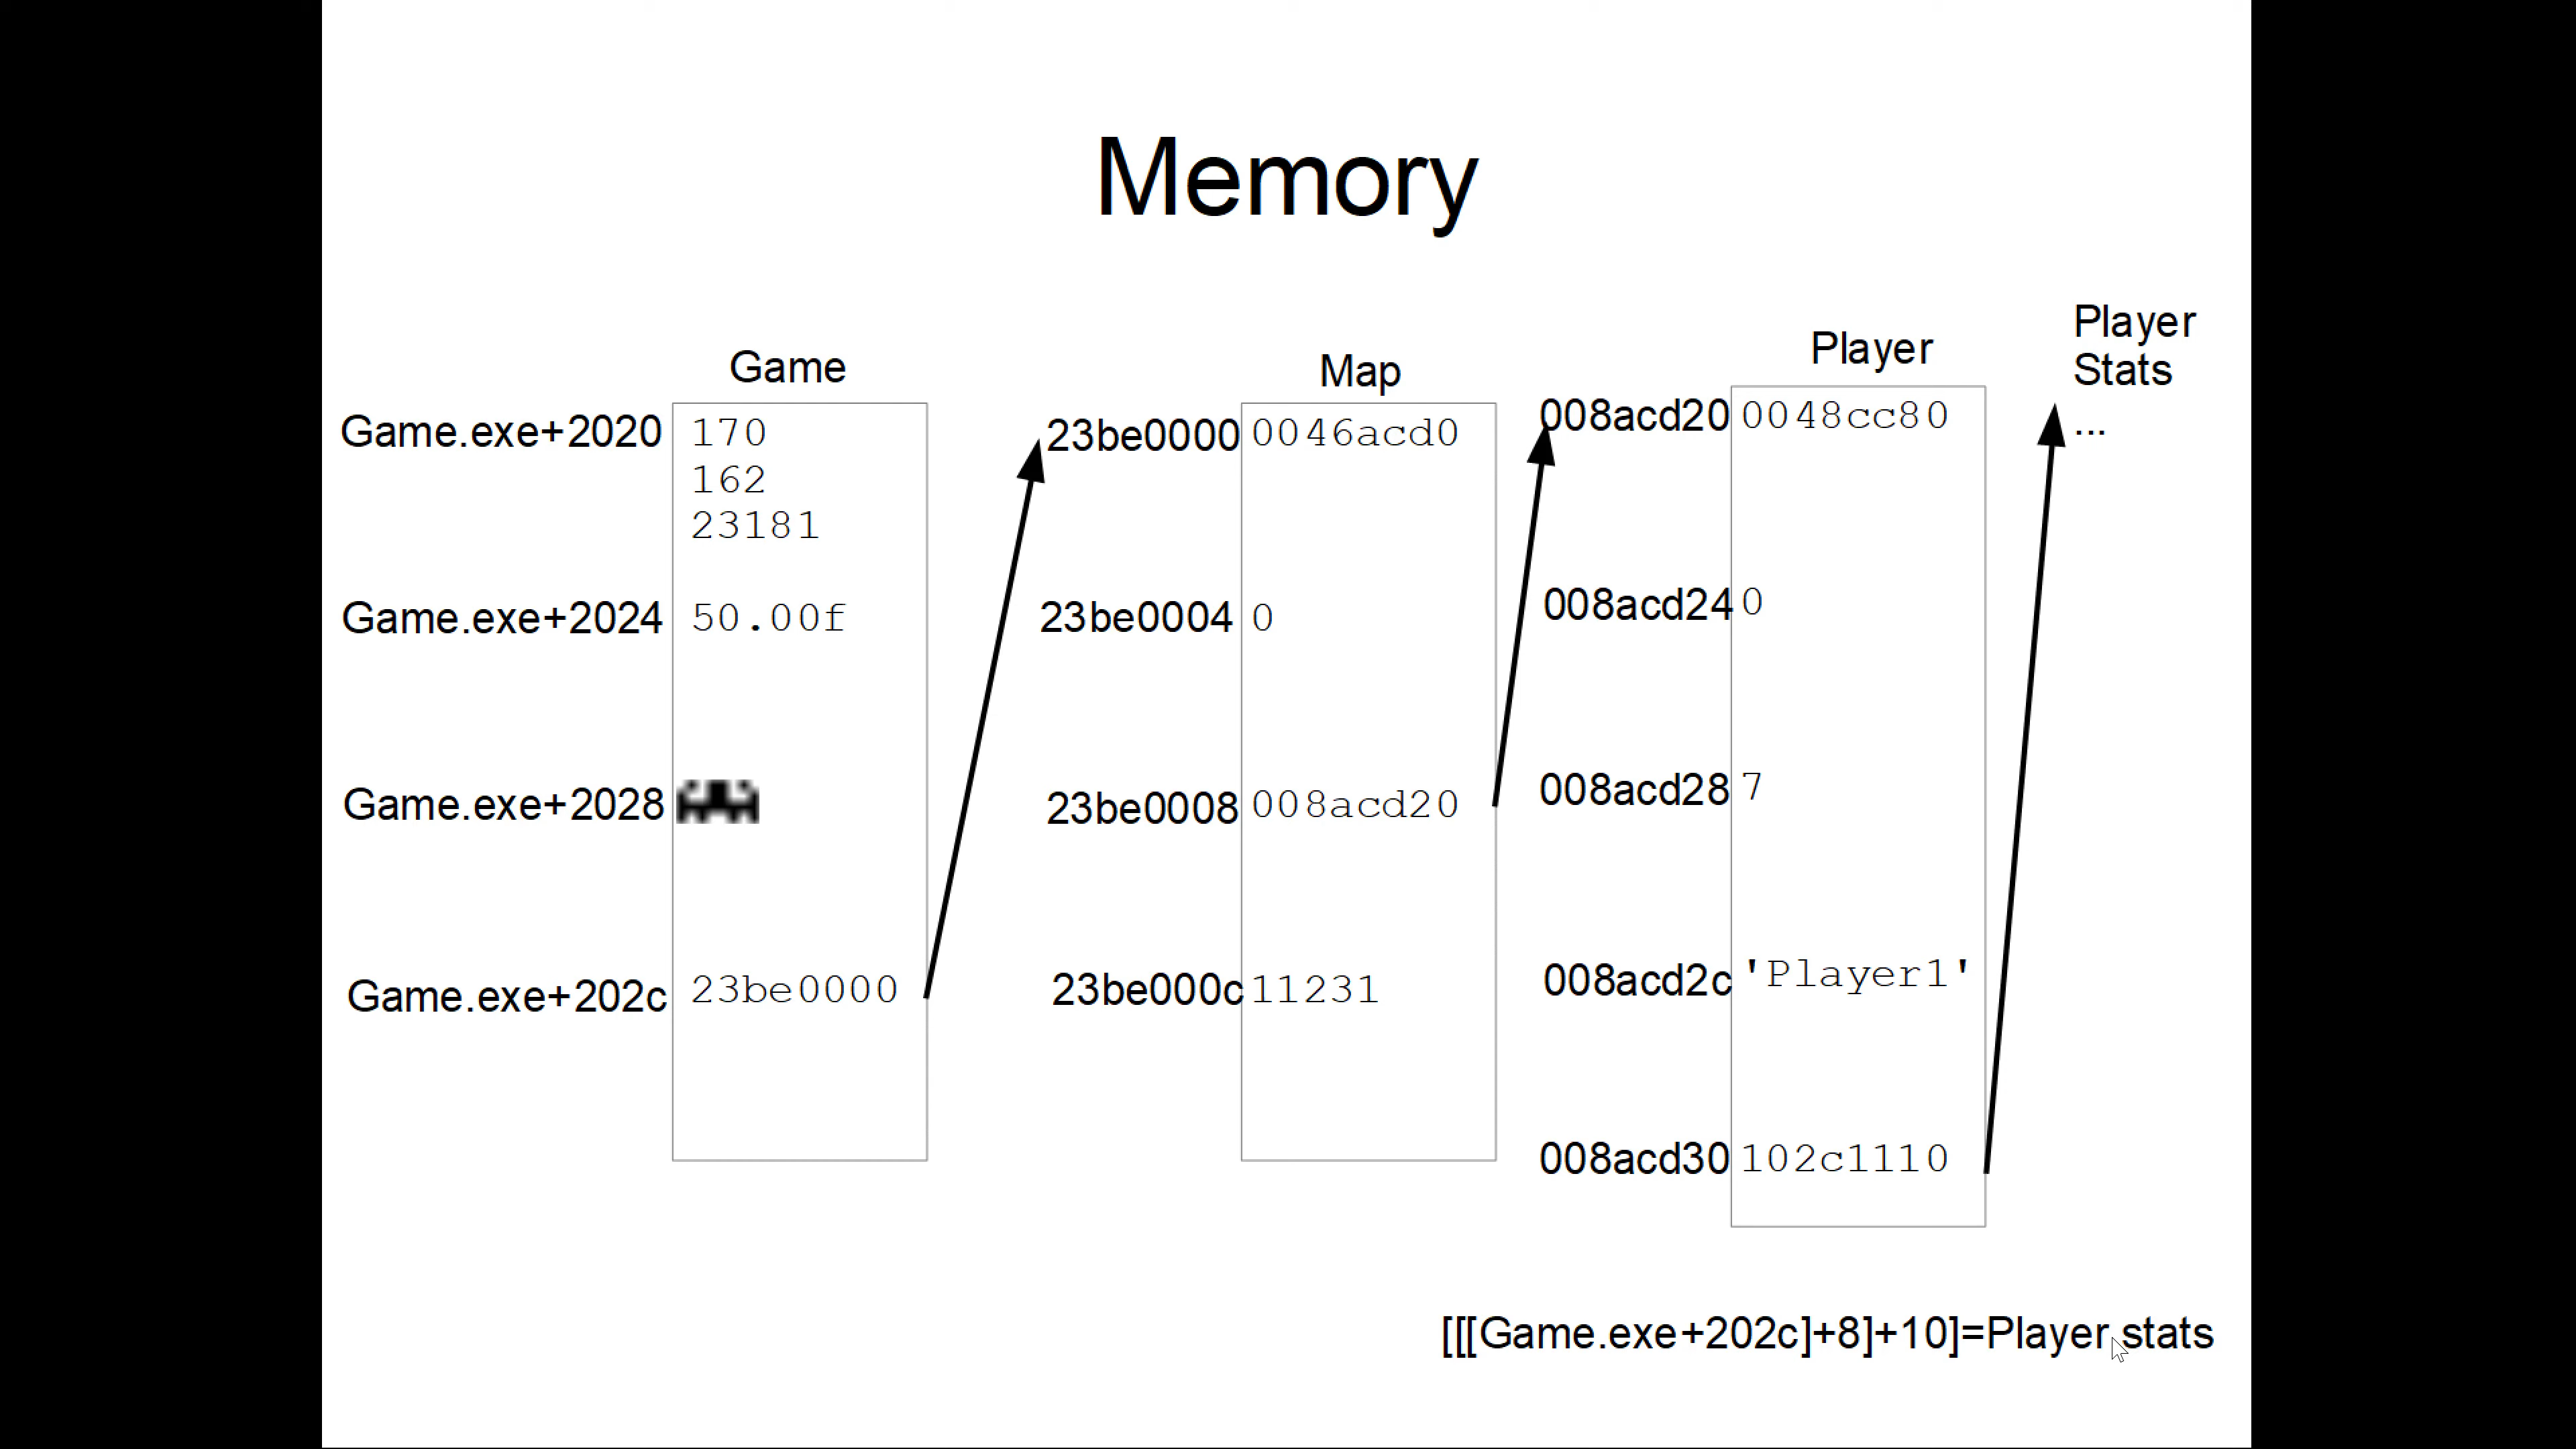 Memory
Game
Game.exe+2020 170
162
23181
Game.exe+2024 50.00f
Game.exe+2028
Game.exe+202c 23be0000
Map
23be0000 0046acd0
23be0004 0
23be0008 008acd20
23be000c 11231
Player
008acd20 0048cc80
008acd24 0
008acd28 7
008acd2c 'Player1'
008acd30 102c1110
Player
Stats
...
[[[Game.exe+202c]+8]+10]=Player stats